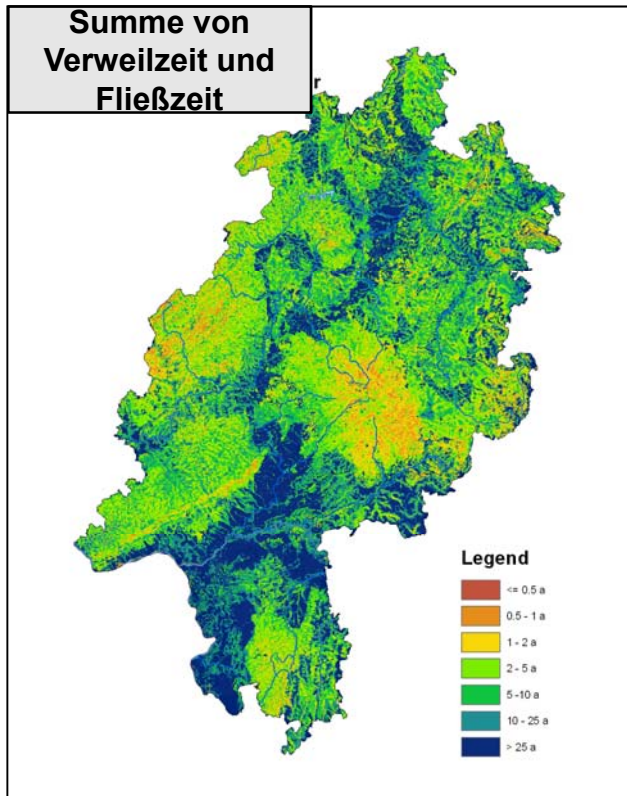 Summe von
Verweilzeit und
Fließzeit
r
Legend
<= 0.5 a
0.5 - 1 a
1 - 2 a
2 - 5 a
5 -10 a
10 - 25 a
> 25 a